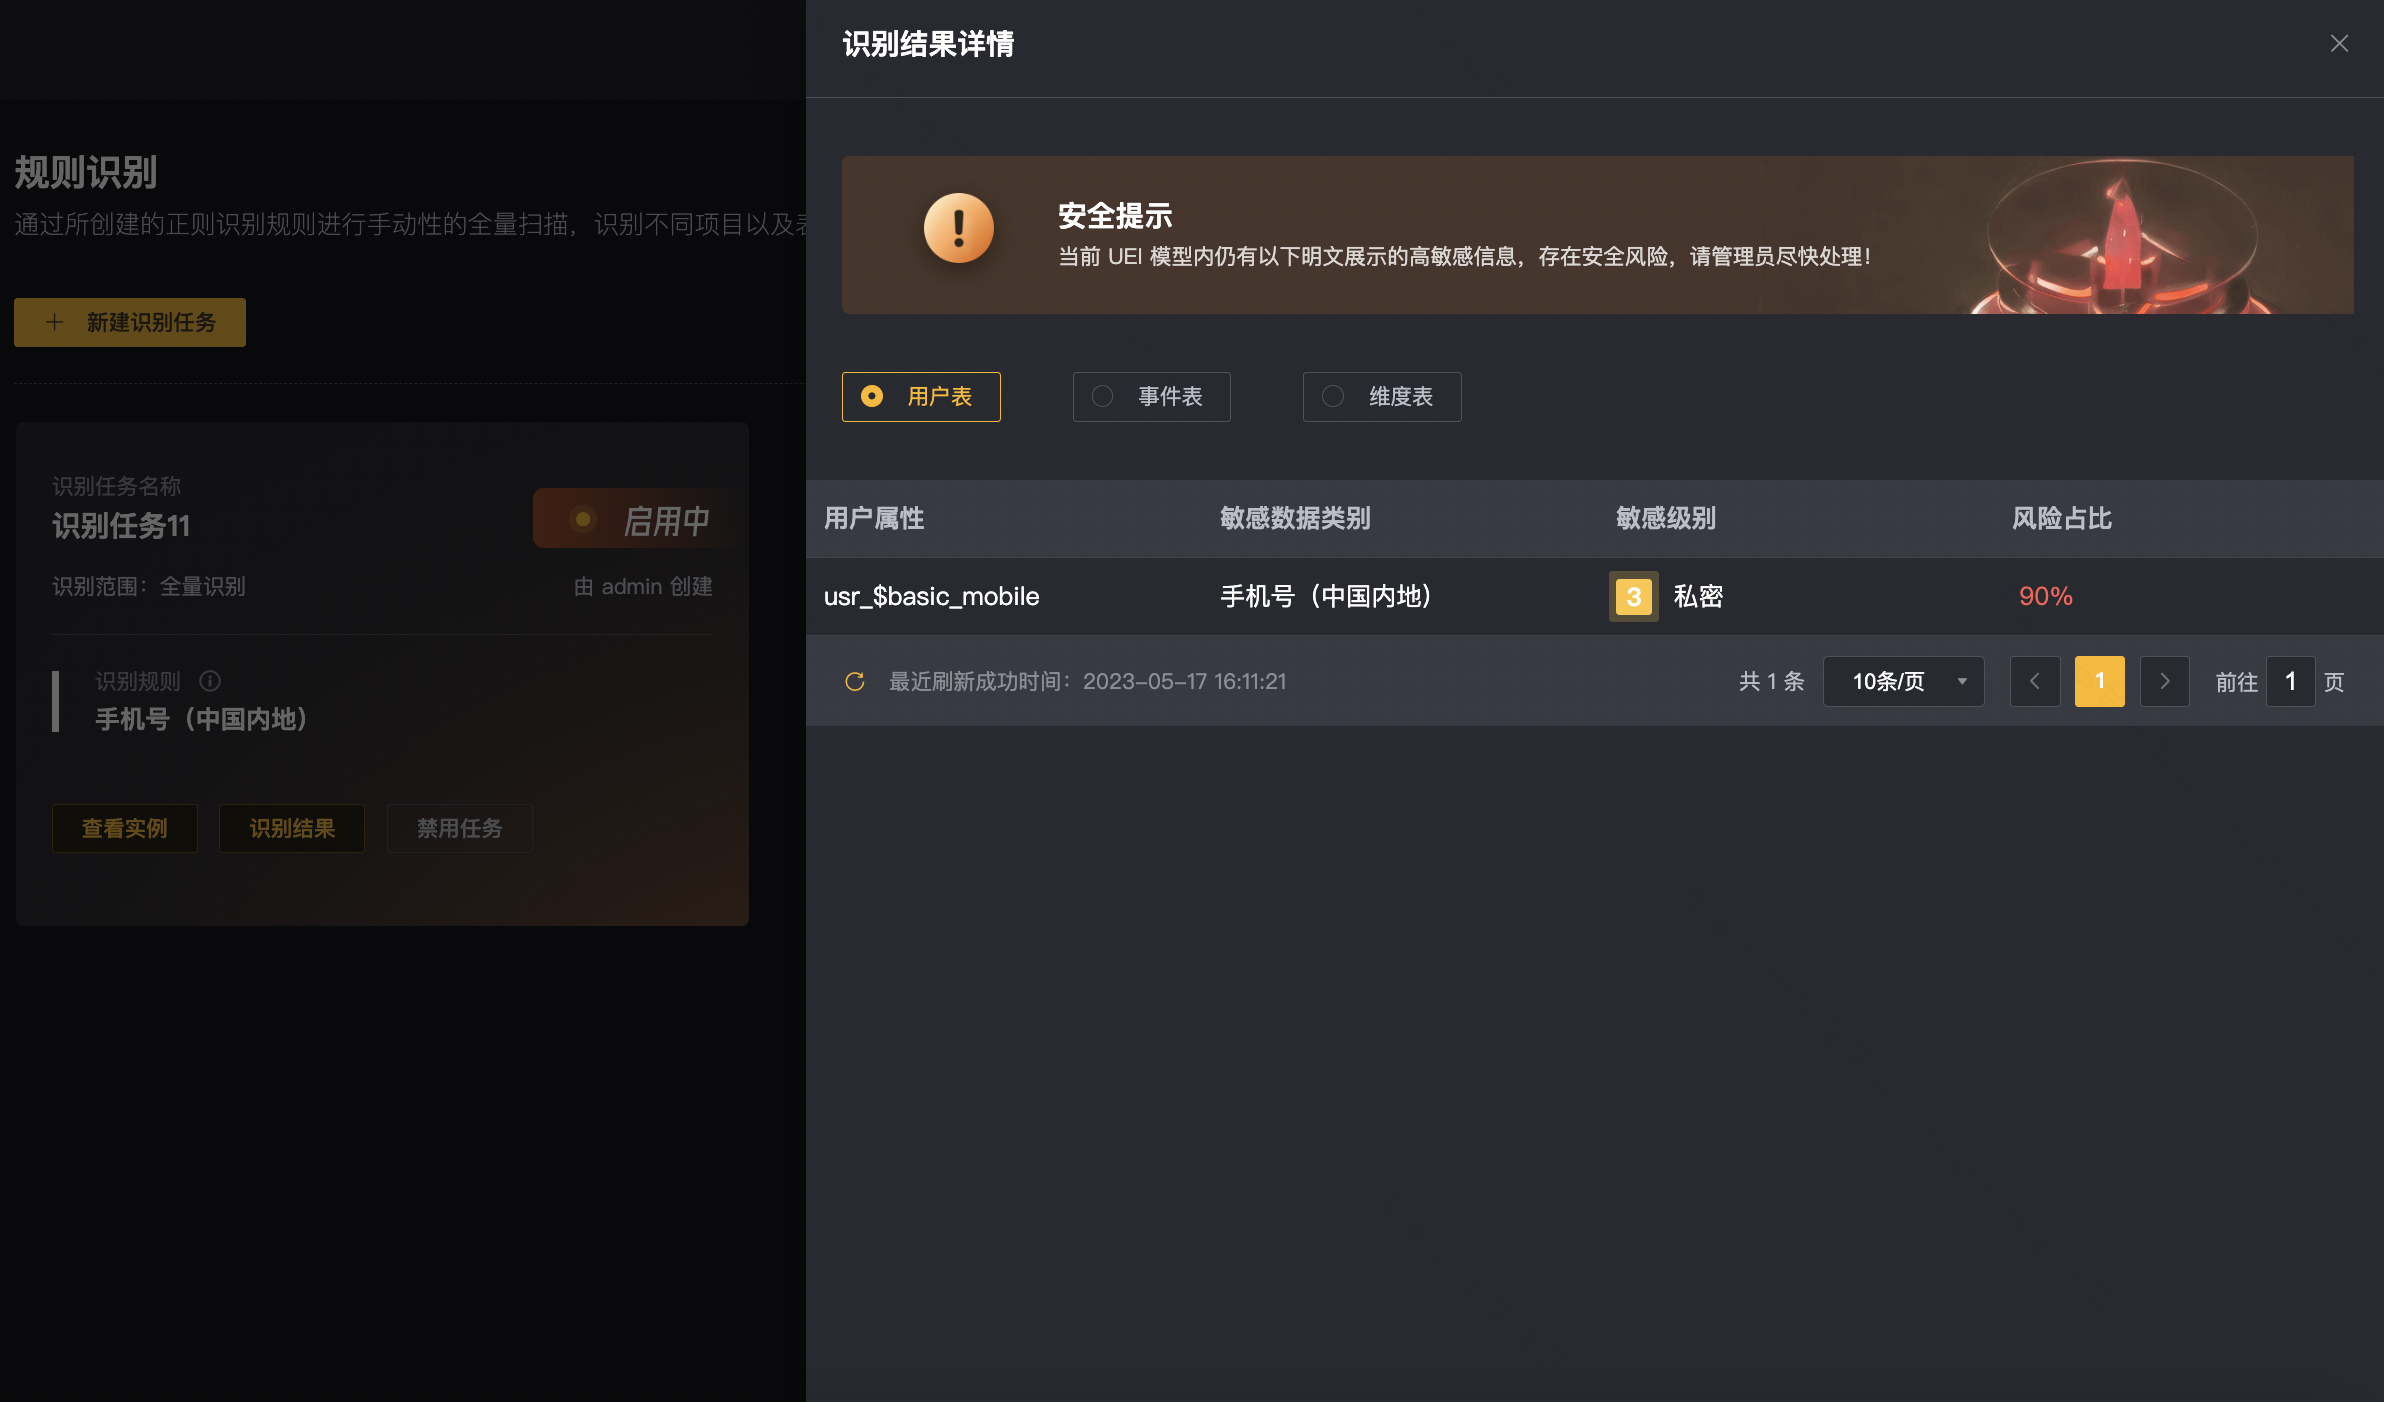 规则识别
通过所创建的正则识别规则进行手动性的全量扫描，识别不同项目以及表
新建识别任务
识别任务名称
识别任务11
启用中
识别范围：全量识别
由 admin 创建
识别规则
手机号（中国内地）
查看实例
识别结果
禁用任务
识别结果详情
安全提示
当前 UEI 模型内仍有以下明文展示的高敏感信息，存在安全风险，请管理员尽快处理！
用户表
事件表
维度表
用户属性 敏感数据类别 敏感级别 风险占比
usr_$basic_mobile 手机号（中国内地） 3 私密 90%
最近刷新成功时间：2023-05-17 16:11:21
共 1 条 10条/页 1 前往 1 页